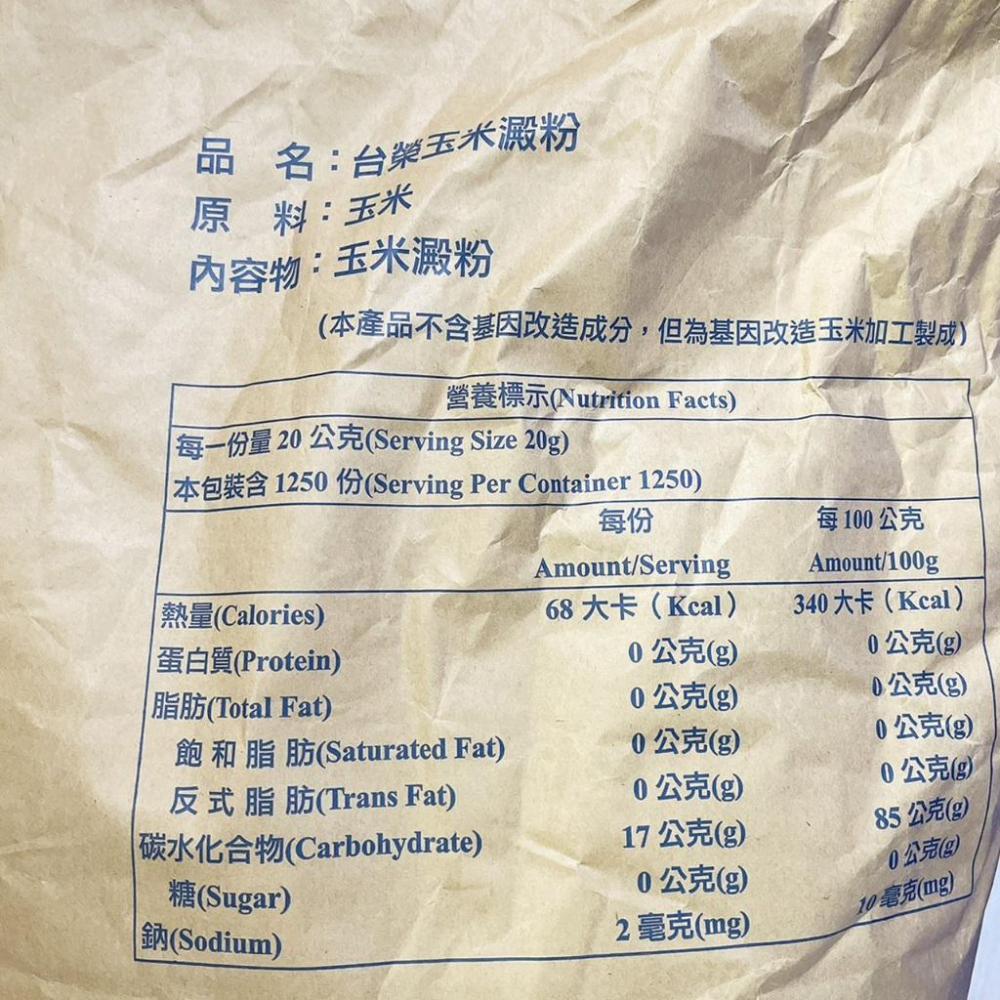 品 名：台榮玉米澱粉
原 料：玉米
內容物：玉米澱粉
(本產品不含基因改造成分，但為基因改造玉米加工製成)
營養標示(Nutrition Facts)
每一份量 20 公克(Serving Size 20g)
本包裝含 1250 份(Serving Per Container 1250)
每份 每 100 公克
Amount/Serving Amount/100g
熱量(Calories) 68 大卡（Kcal） 340 大卡（Kcal）
蛋白質(Protein) 0 公克(g) 0 公克(g)
脂肪(Total Fat) 0 公克(g) 0 公克(g)
飽 和 脂 肪(Saturated Fat) 0 公克(g) 0 公克(g)
反 式 脂 肪(Trans Fat) 0 公克(g) 0 公克(g)
碳水化合物(Carbohydrate) 17 公克(g) 85 公克(g)
糖(Sugar) 0 公克(g) 0 公克(g)
鈉(Sodium) 2 毫克(mg) 10 毫克(mg)